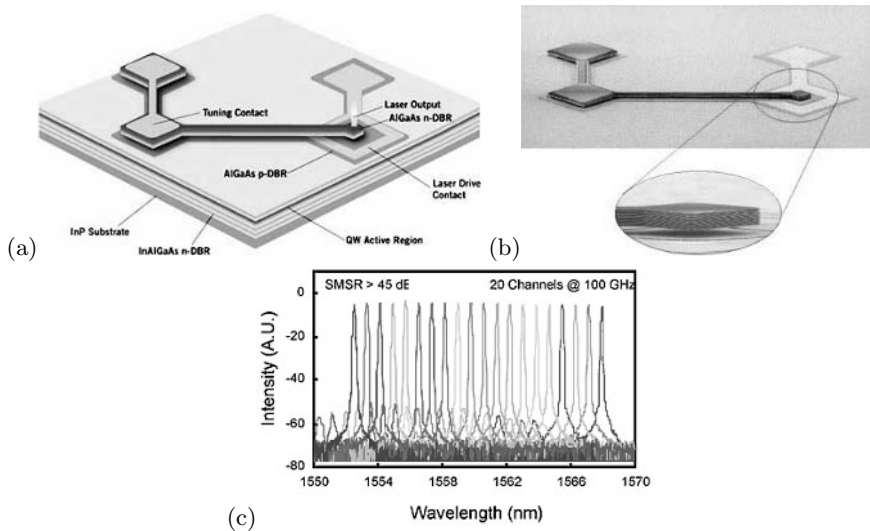 Tuning Contact
Laser Output
AlGaAs n-DBR
AlGaAs p-DBR
Laser Drive
Contact
InP Substrate
InAlGaAs n-DBR
QW Active Region
(a)
(b)
SMSR > 45 dE
20 Channels @ 100 GHz
Intensity (A.U.)
0
-20
-40
-60
-80
1550
1554
1558
1562
1566
1570
Wavelength (nm)
(c)